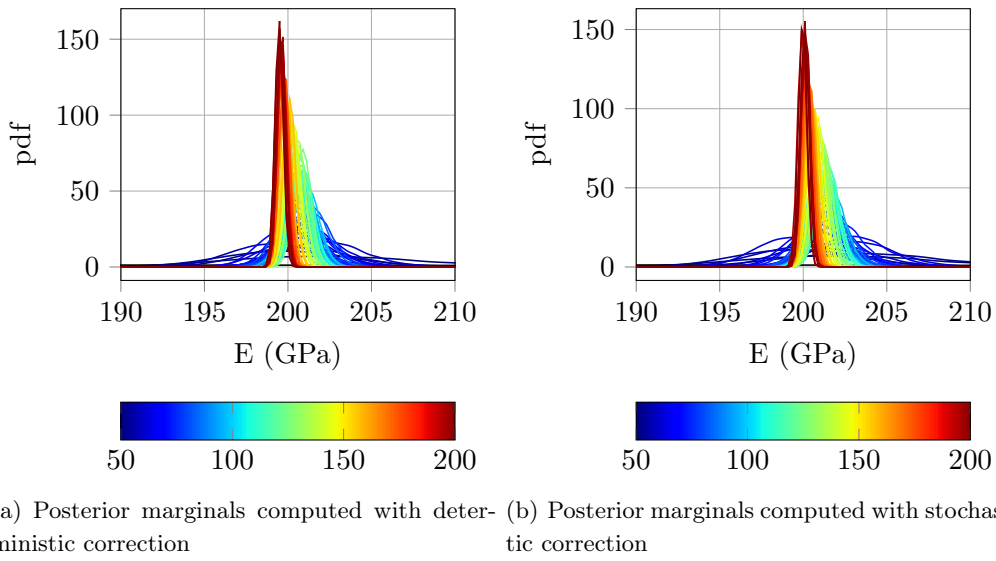 150
100
50
0
pdf
190 195 200 205 210
E (GPa)
50 100 150 200
a) Posterior marginals computed with deter-
ministic correction
150
100
50
0
pdf
190 195 200 205 210
E (GPa)
50 100 150 200
(b) Posterior marginals computed with stochas
tic correction